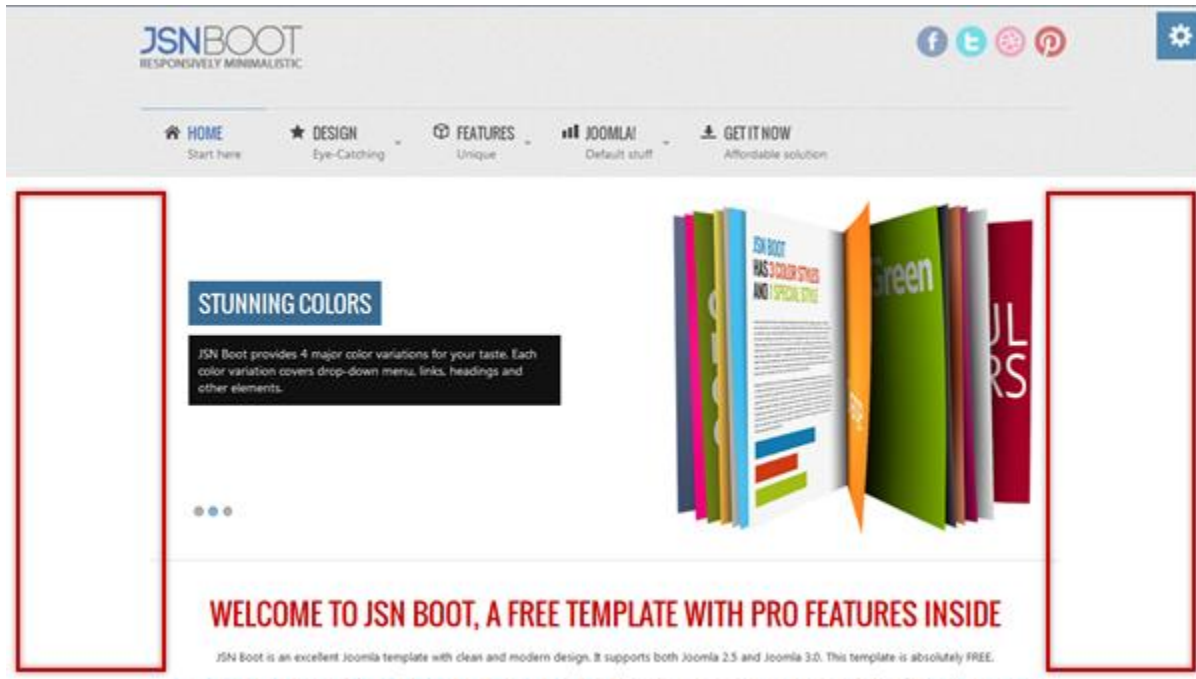 JSNBOOT
RESPONSIVELY MINIMALISTIC
f t
HOME
Start here
DESIGN
Eye-Catching
FEATURES
Unique
JOOMLA!
Default stuff
GET IT NOW
Affordable solution
STUNNING COLORS
JSN Boot provides 4 major color variations for your taste. Each
color variation covers drop-down menu, links, headings and
other elements.
JSN BOOT
HAS 3 COLOR STYLES
AND 1 SPECIAL STYLE
Green
WELCOME TO JSN BOOT, A FREE TEMPLATE WITH PRO FEATURES INSIDE
JSN Boot is an excellent Joomla template with clean and modern design. It supports both Joomla 2.5 and Joomla 3.0. This template is absolutely FREE.